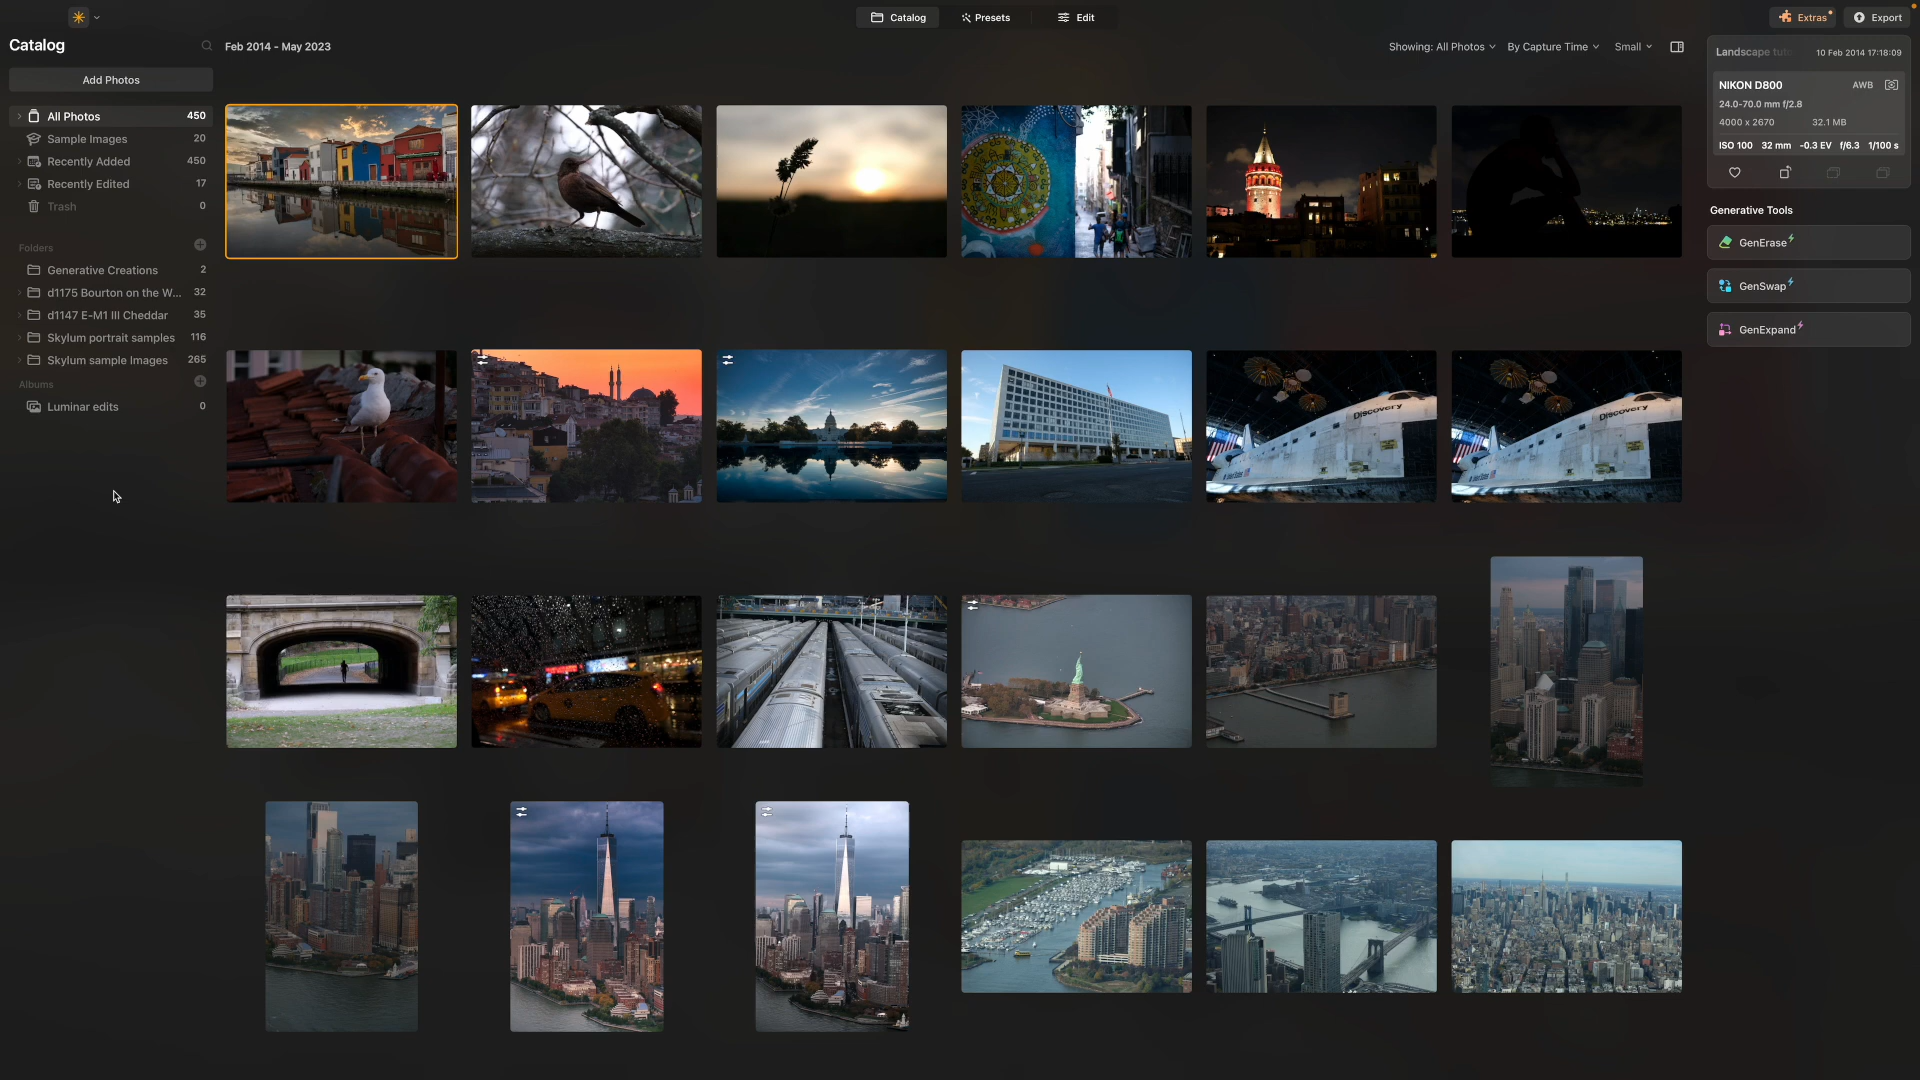 Catalog
Presets
Edit
Extras
Export
Catalog
Feb 2014 - May 2023
Showing: All Photos
By Capture Time
Small
Add Photos
All Photos 450
Sample Images 20
Recently Added 450
Recently Edited 17
Trash 0
Folders
Generative Creations 2
d1175 Bourton on the W... 32
d1147 E-M1 III Cheddar 35
Skylum portrait samples 116
Skylum sample Images 265
Albums
Luminar edits 0
Discovery
United States
Discovery
United States
Landscape tuto 10 Feb 2014 17:18:09
NIKON D800 AWB
24.0-70.0 mm f/2.8
4000 x 2670 32.1 MB
ISO 100 32 mm -0.3 EV f/6.3 1/100 s
Generative Tools
GenErase
GenSwap
GenExpand